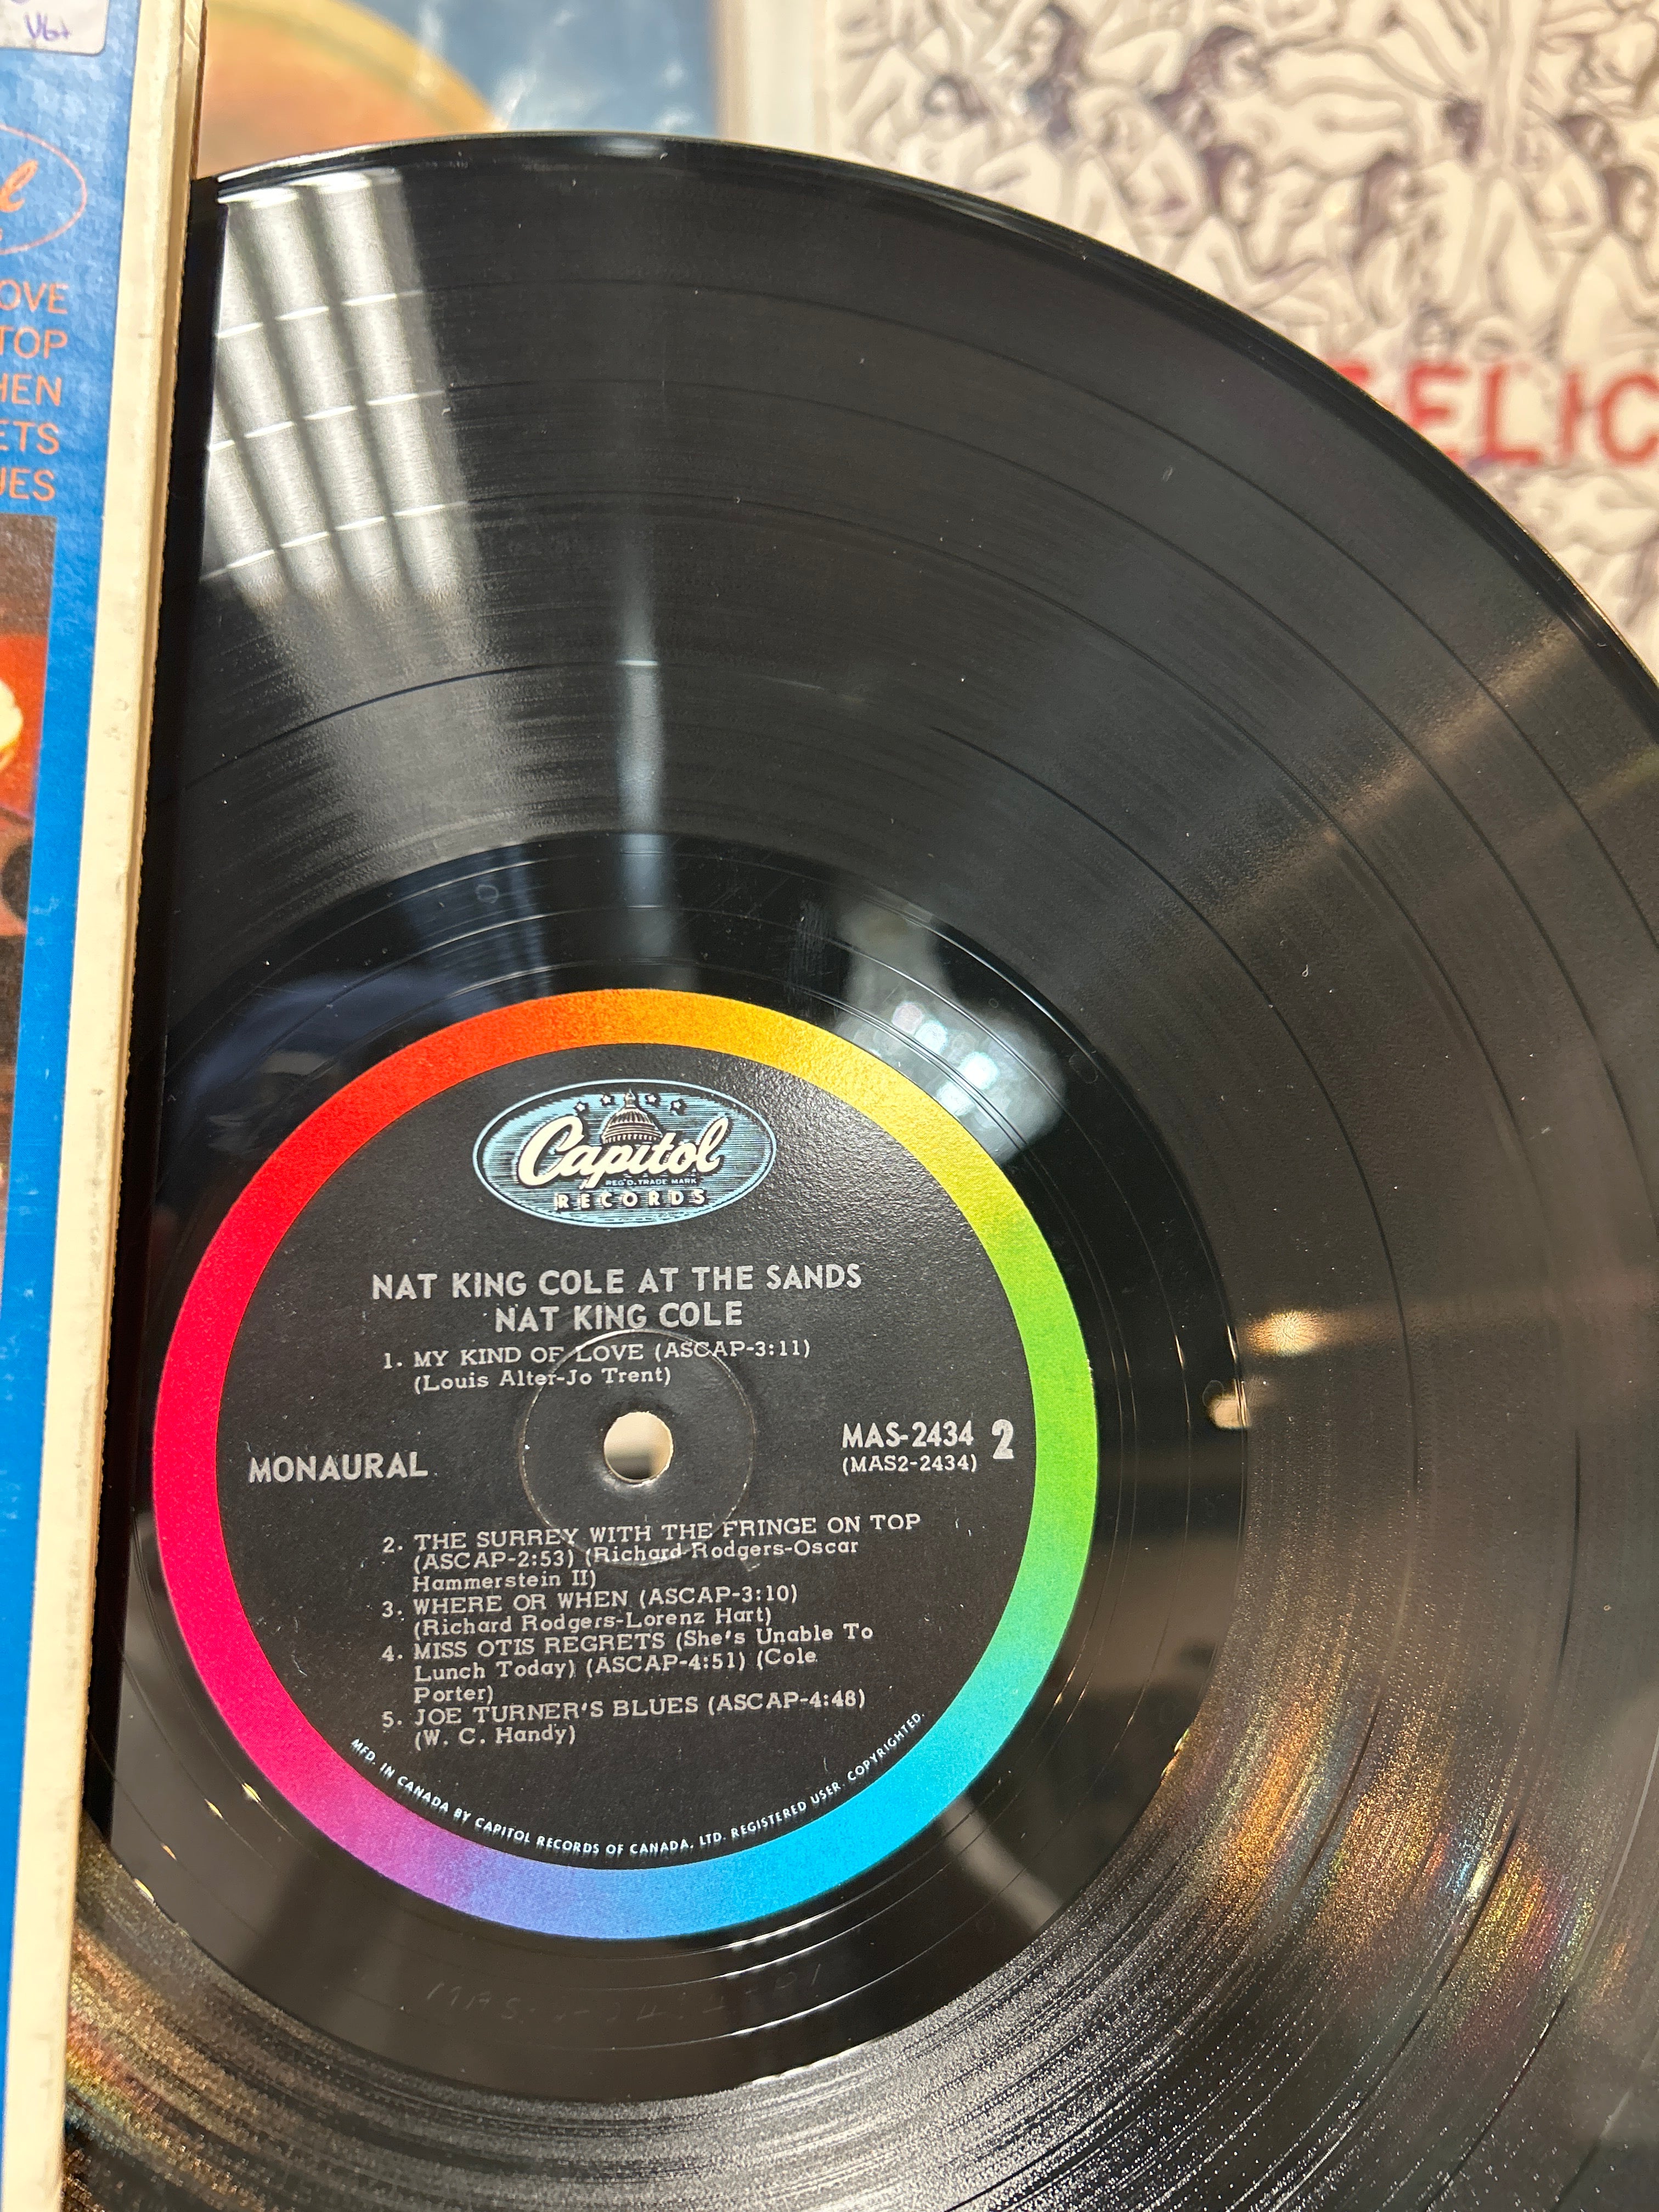 VG+
l
OVE
TOP
HEN
ETS
UES
ELIC
Capitol
REG'D. TRADE MARK
RECORDS
NAT KING COLE AT THE SANDS
NAT KING COLE
1. MY KIND OF LOVE (ASCAP-3:11)
(Louis Alter-Jo Trent)
MONAURAL
MAS-2434 2
(MAS2-2434)
2. THE SURREY WITH THE FRINGE ON TOP
(ASCAP-2:53) (Richard Rodgers-Oscar
Hammerstein II)
3. WHERE OR WHEN (ASCAP-3:10)
(Richard Rodgers-Lorenz Hart)
4. MISS OTIS REGRETS (She's Unable To
Lunch Today) (ASCAP-4:51) (Cole
Porter)
5. JOE TURNER'S BLUES (ASCAP-4:48)
(W. C. Handy)
MFD. IN CANADA BY CAPITOL RECORDS OF CANADA, LTD. REGISTERED USER. COPYRIGHTED.